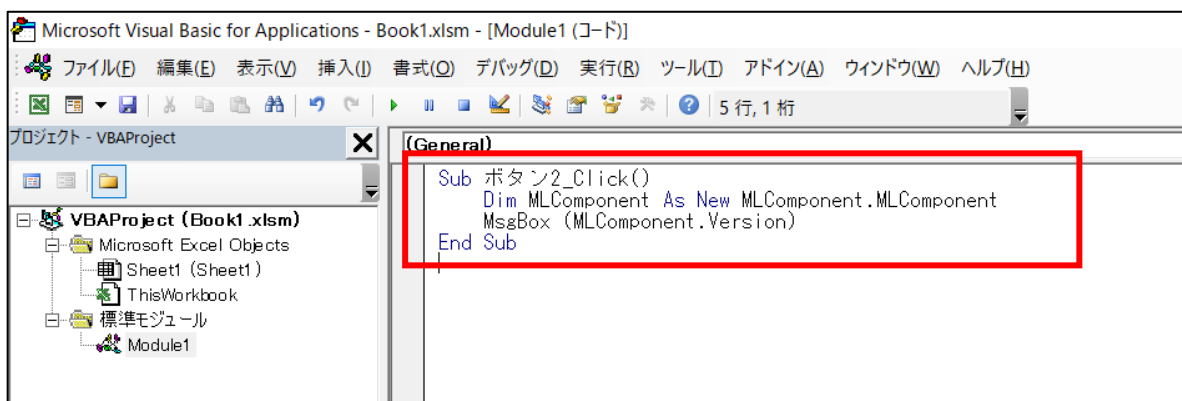 Microsoft Visual Basic for Applications - Book1.xlsm - [Module1 (コード)]
ファイル(F) 編集(E) 表示(V) 挿入(I) 書式(O) デバッグ(D) 実行(R) ツール(T) アドイン(A) ウィンドウ(W) ヘルプ(H)
5 行, 1 桁
プロジェクト - VBAProject
(General)
Sub ボタン2_Click()
Dim MLComponent As New MLComponent.MLComponent
MsgBox (MLComponent.Version)
End Sub
VBAProject (Book1.xlsm)
Microsoft Excel Objects
Sheet1 (Sheet1)
ThisWorkbook
標準モジュール
Module1